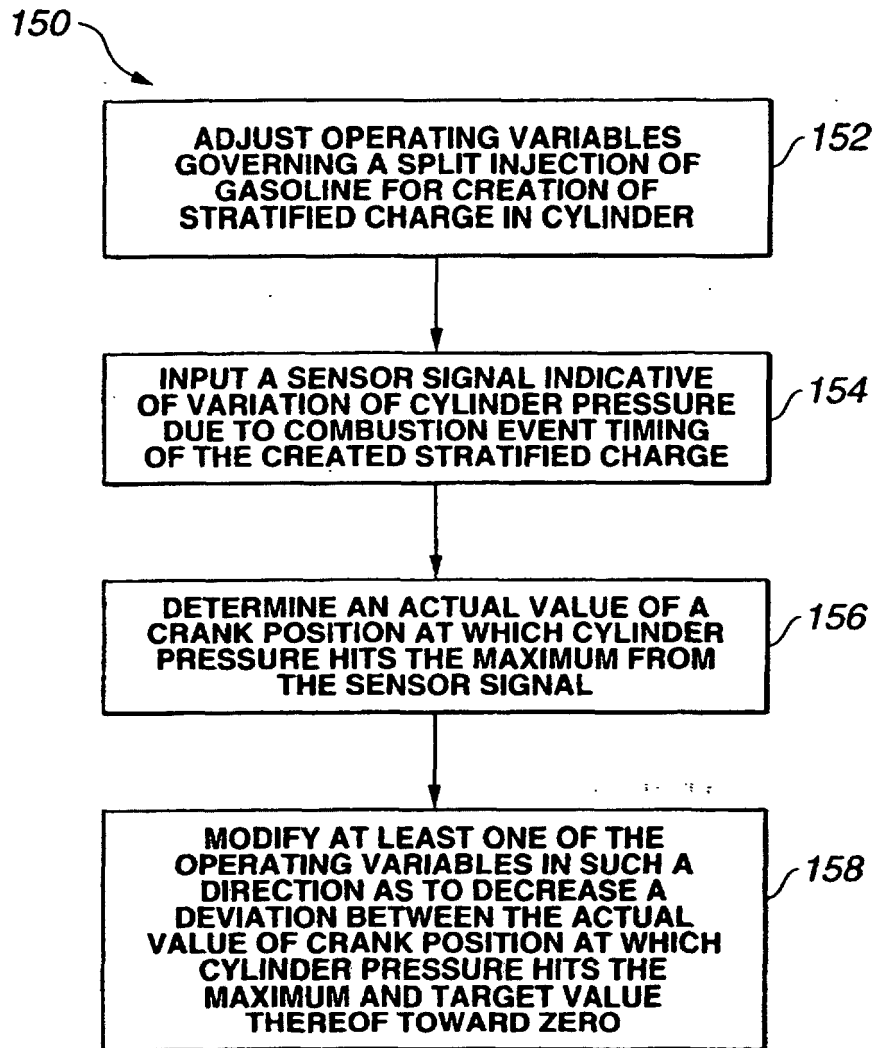 150
ADJUST OPERATING VARIABLES
GOVERNING A SPLIT INJECTION OF
GASOLINE FOR CREATION OF
STRATIFIED CHARGE IN CYLINDER
152
INPUT A SENSOR SIGNAL INDICATIVE
OF VARIATION OF CYLINDER PRESSURE
DUE TO COMBUSTION EVENT TIMING
OF THE CREATED STRATIFIED CHARGE
154
DETERMINE AN ACTUAL VALUE OF A
CRANK POSITION AT WHICH CYLINDER
PRESSURE HITS THE MAXIMUM FROM
THE SENSOR SIGNAL
156
MODIFY AT LEAST ONE OF THE
OPERATING VARIABLES IN SUCH A
DIRECTION AS TO DECREASE A
DEVIATION BETWEEN THE ACTUAL
VALUE OF CRANK POSITION AT WHICH
CYLINDER PRESSURE HITS THE
MAXIMUM AND TARGET VALUE
THEREOF TOWARD ZERO
158